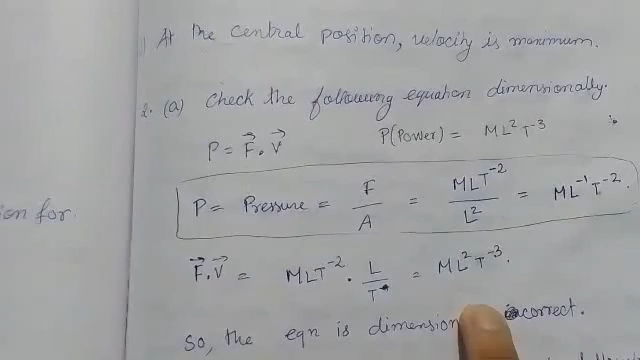 1) At the central position, velocity is maximum.
2. (a) Check the following equation dimensionally.
P = F⃗ . V⃗ P(Power) = ML²T⁻³
P = Pressure = F/A = MLT⁻²/L² = ML⁻¹T⁻².
ion for
F⃗.V⃗ = MLT⁻² . L/T = ML²T⁻³.
So, the eqn is dimension correct.